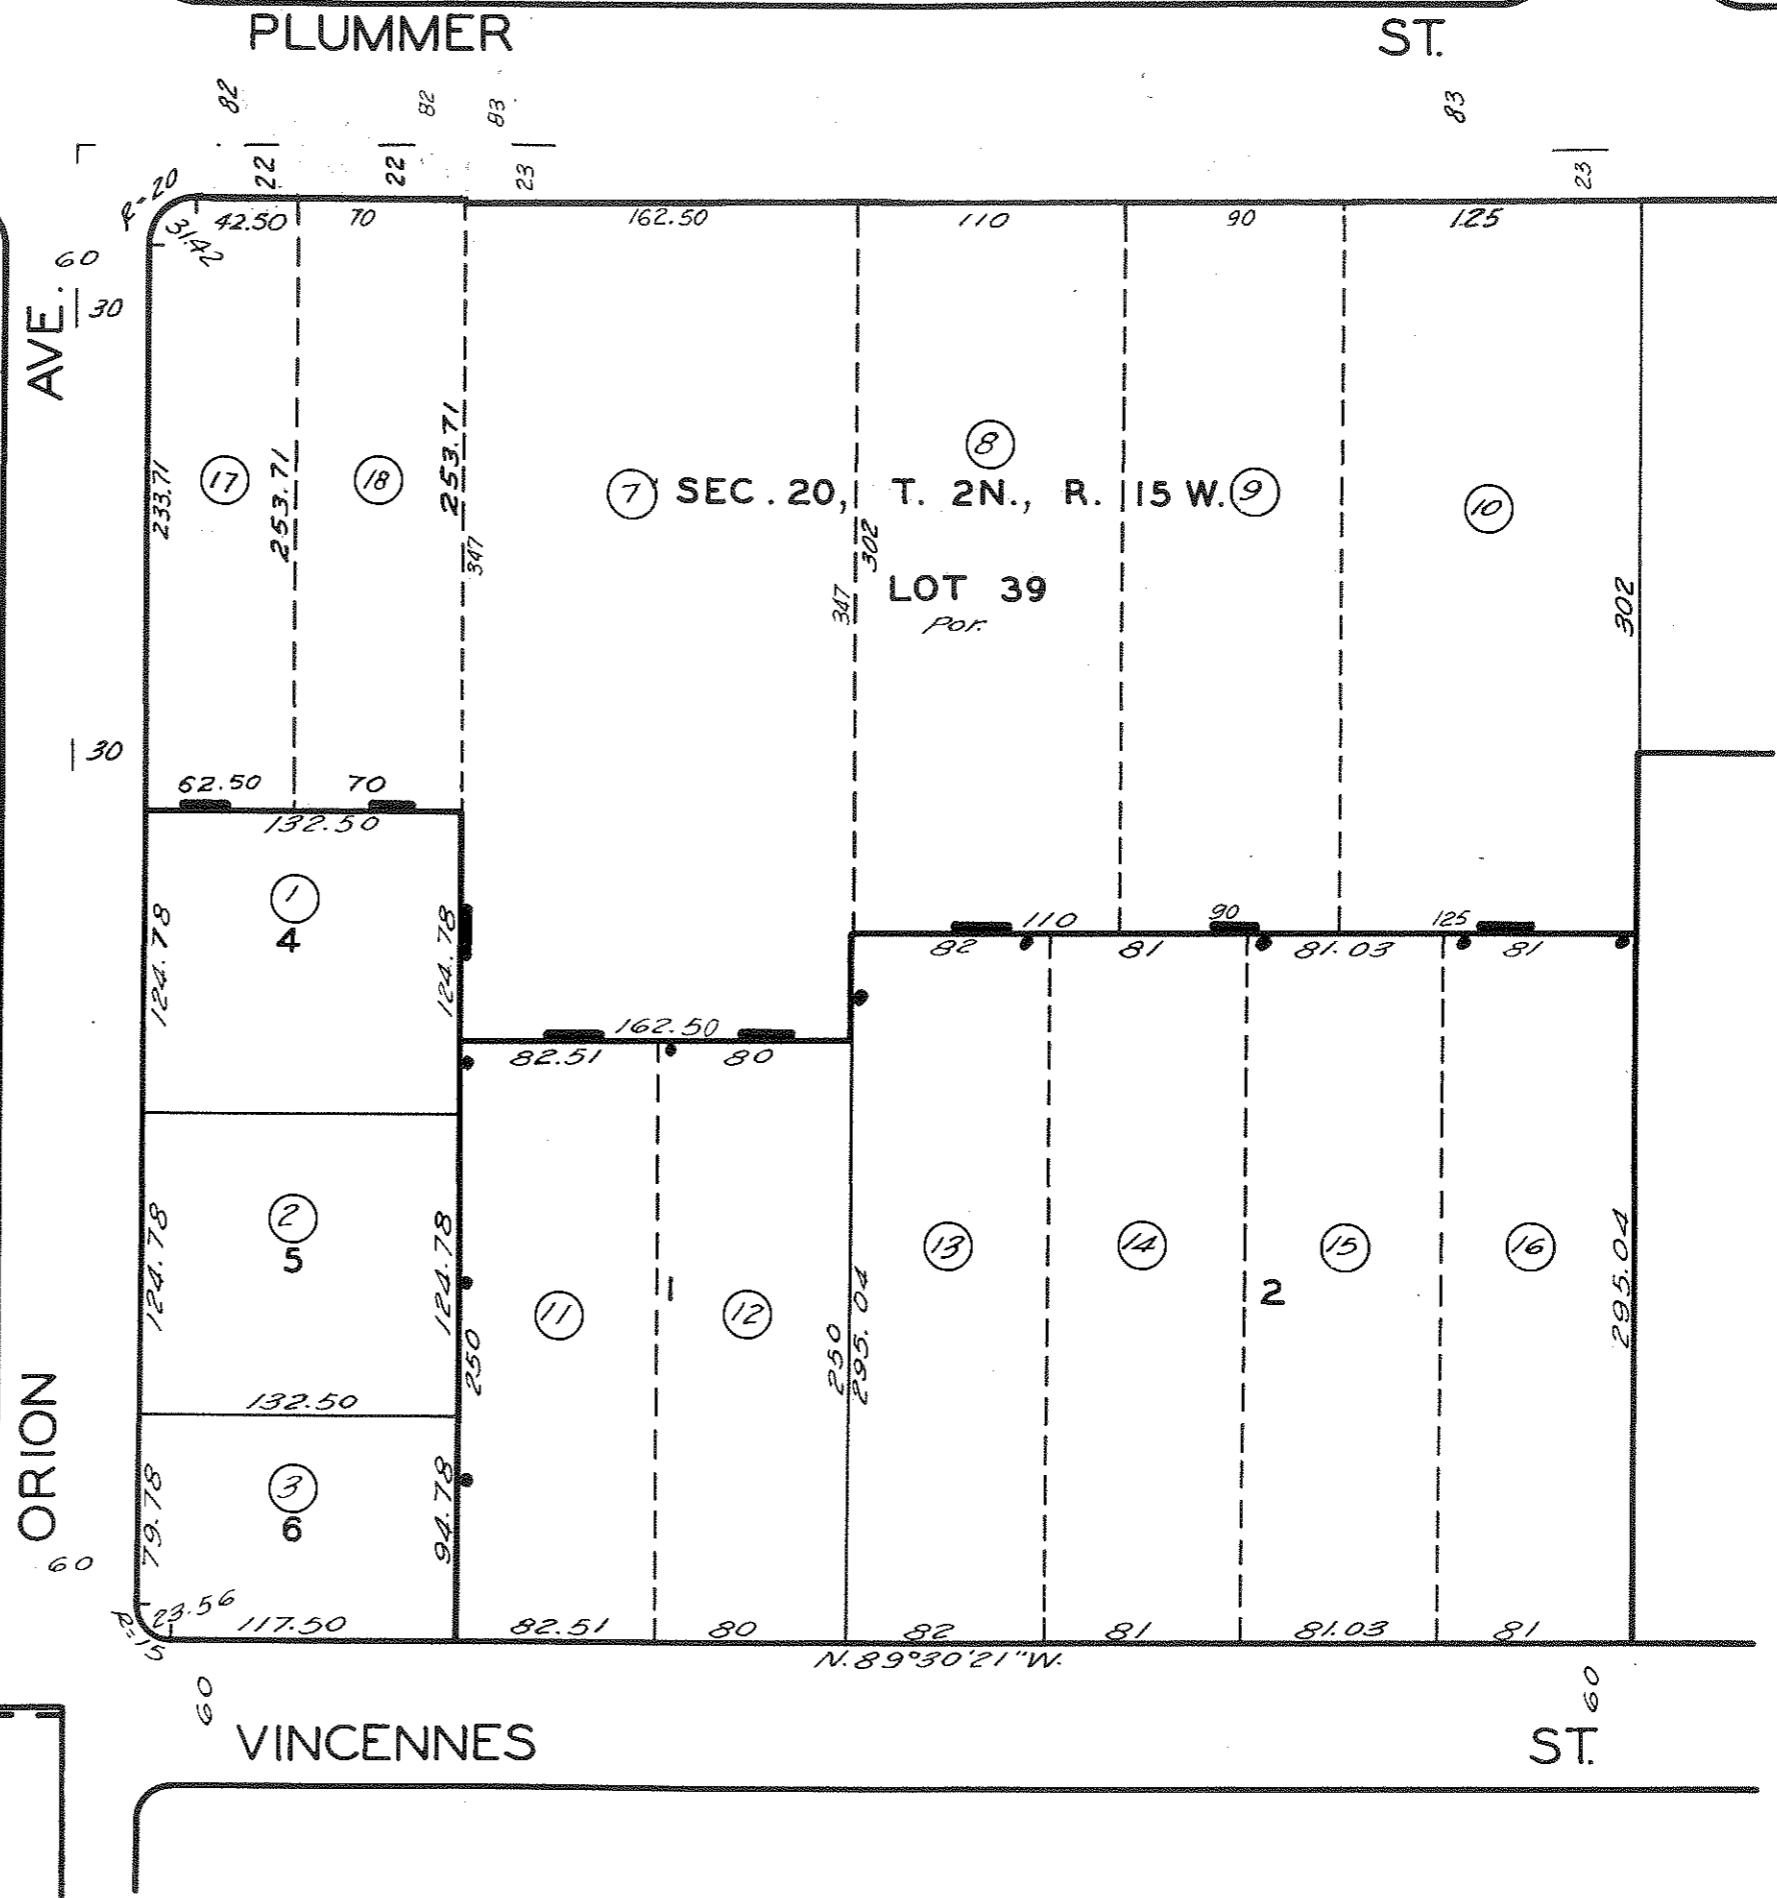 PLUMMER ST.
82 82 83 83
22 22 23 23
R=20
31.42
42.50 70 162.50 110 90 125
60
30
AVE.
233.71
17
253.71
18
253.71
347
7 SEC. 20, T. 2N., R. 15 W. 9
8
10
302
347
LOT 39
Por.
302
30
62.50 70
132.50
1
4
124.78
124.78
110 90 125
82 81 81.03 81
162.50
82.51 80
2
5
124.78
124.78
250
11
1
12
250
295.04
13
14
2
15
16
295.04
132.50
ORION
3
6
79.78
94.78
60
23.56
R=15
117.50 82.51 80 82 81 81.03 81
N.89°30'21"W.
60 60
VINCENNES ST.